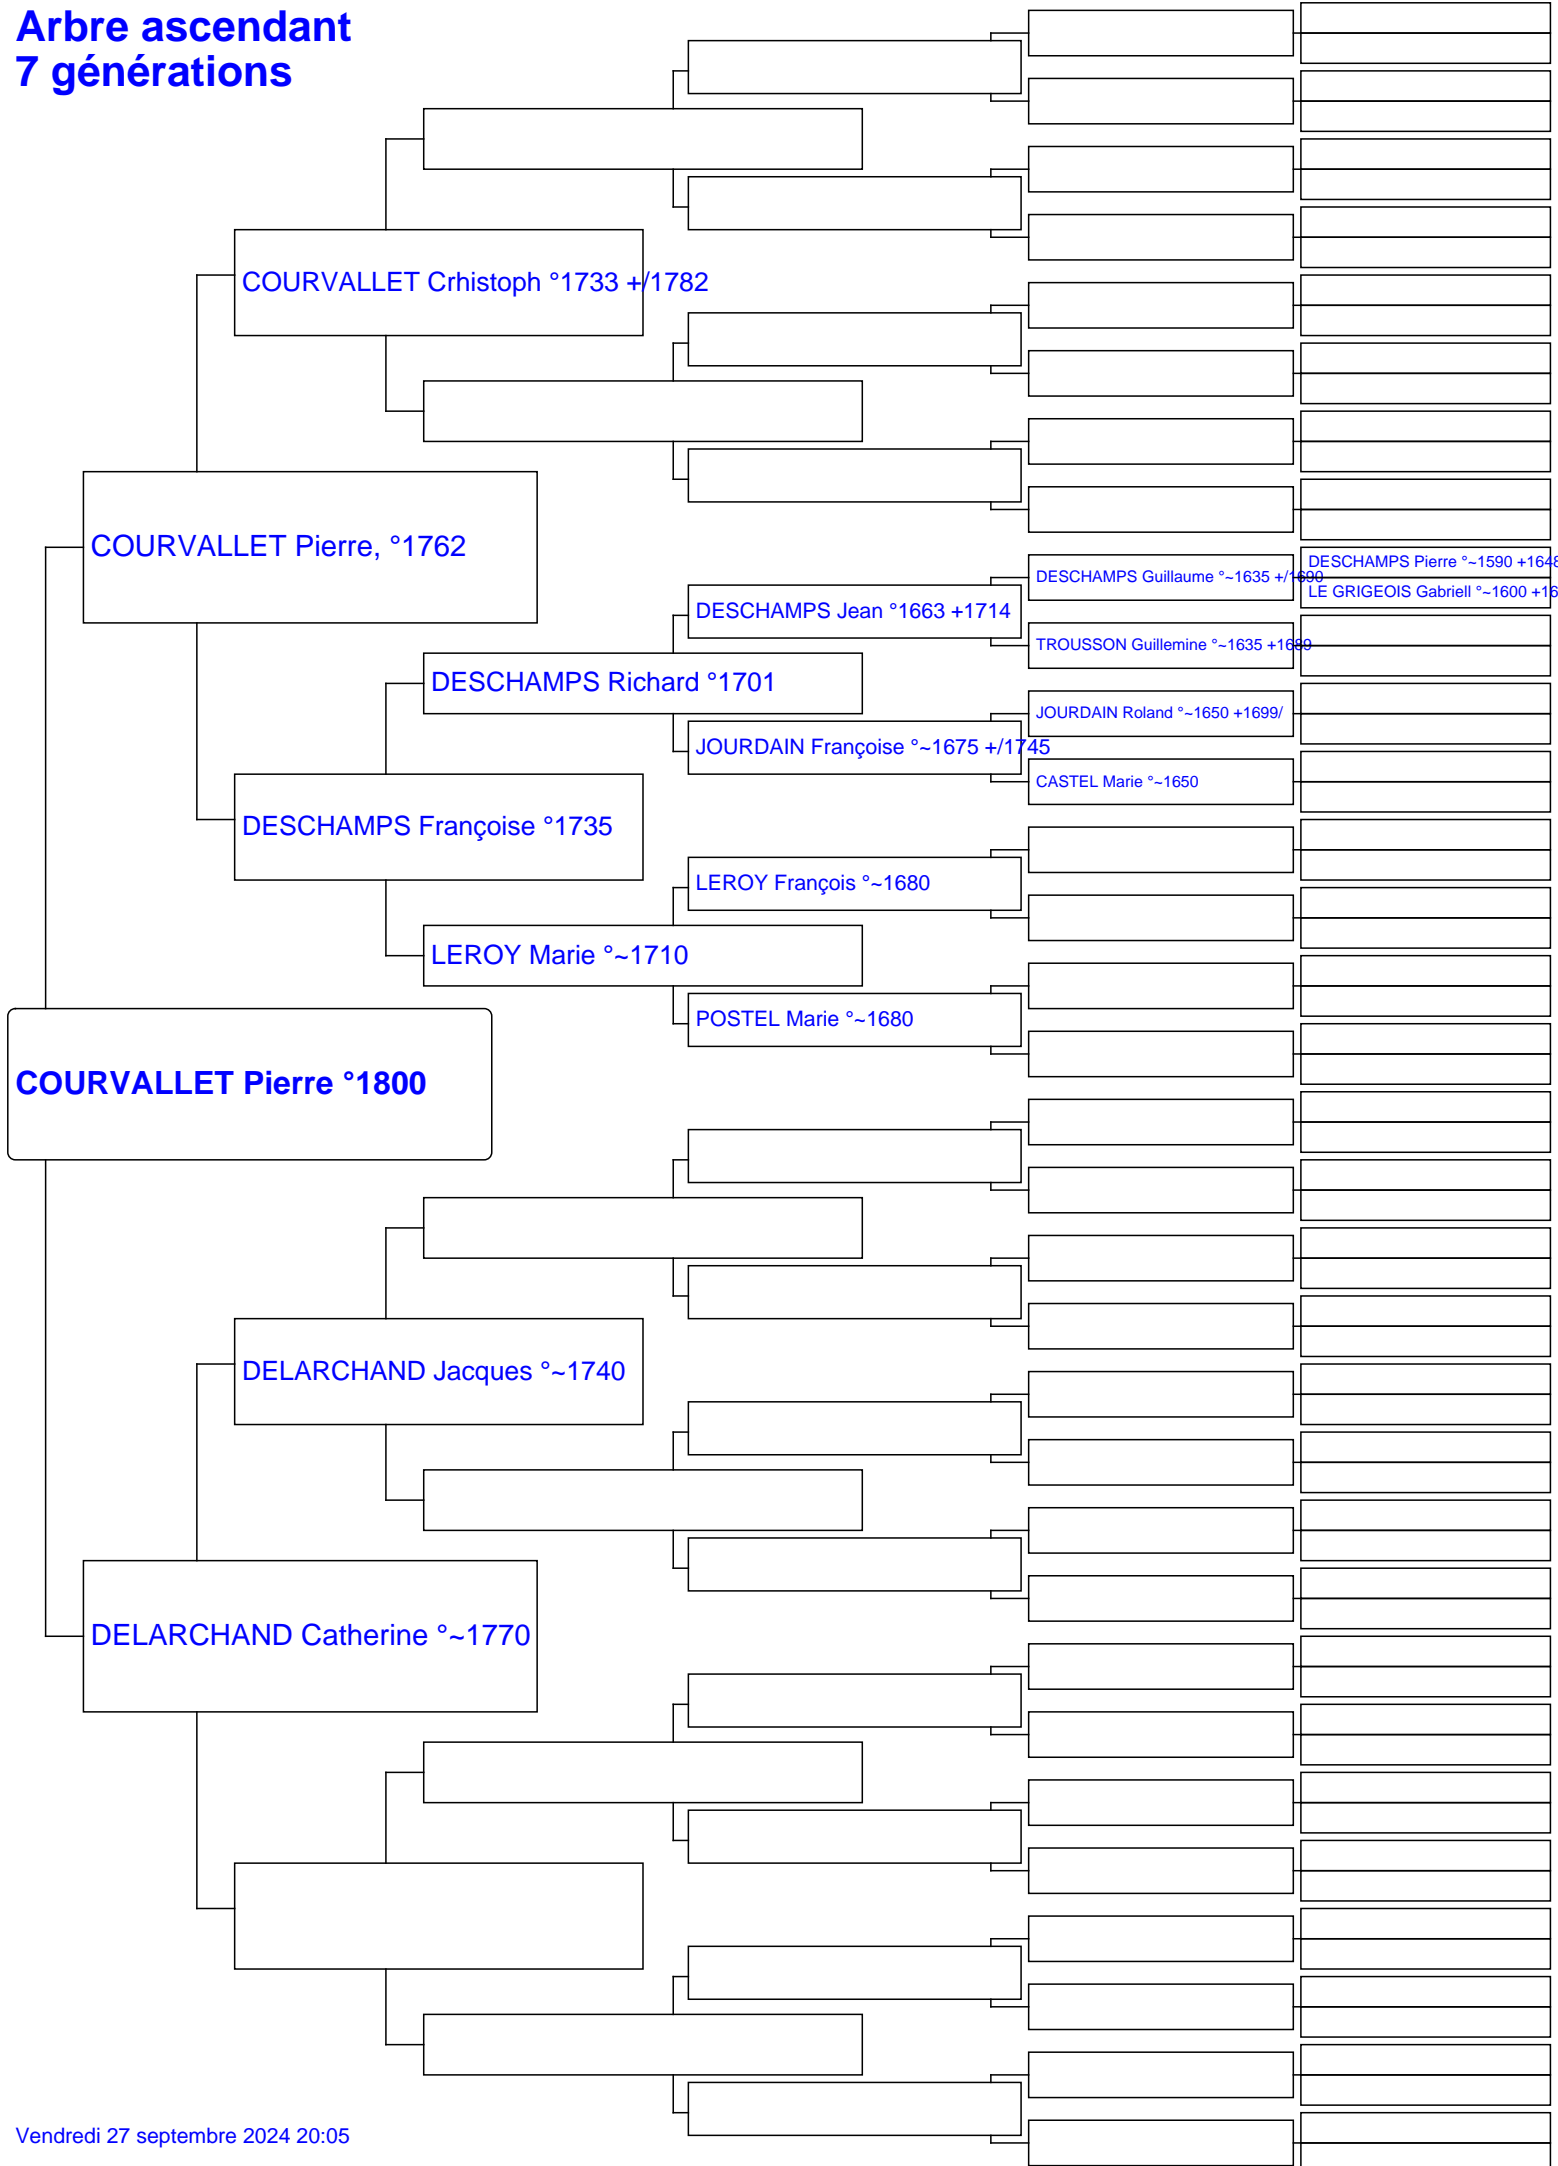 Arbre ascendant
7 générations
COURVALLET Crhistoph °1733 +/1782
COURVALLET Pierre, °1762
DESCHAMPS Pierre °~1590 +1648
DESCHAMPS Guillaume °~1635 +/1690
LE GRIGEOIS Gabriell °~1600 +16
DESCHAMPS Jean °1663 +1714
TROUSSON Guillemine °~1635 +1689
DESCHAMPS Richard °1701
JOURDAIN Roland °~1650 +1699/
JOURDAIN Françoise °~1675 +/1745
CASTEL Marie °~1650
DESCHAMPS Françoise °1735
LEROY François °~1680
LEROY Marie °~1710
POSTEL Marie °~1680
COURVALLET Pierre °1800
DELARCHAND Jacques °~1740
DELARCHAND Catherine °~1770
Vendredi 27 septembre 2024 20:05